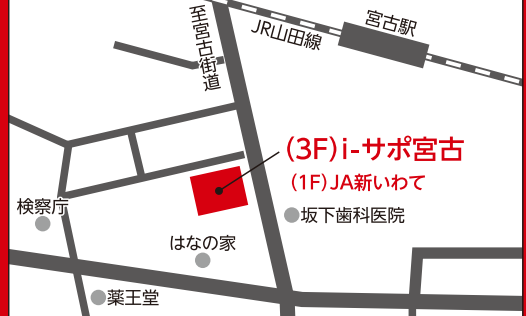 至宮古街道
JR山田線
宮古駅
(3F)i-サポ宮古
(1F)JA新いわて
検察庁
坂下歯科医院
はなの家
薬王堂